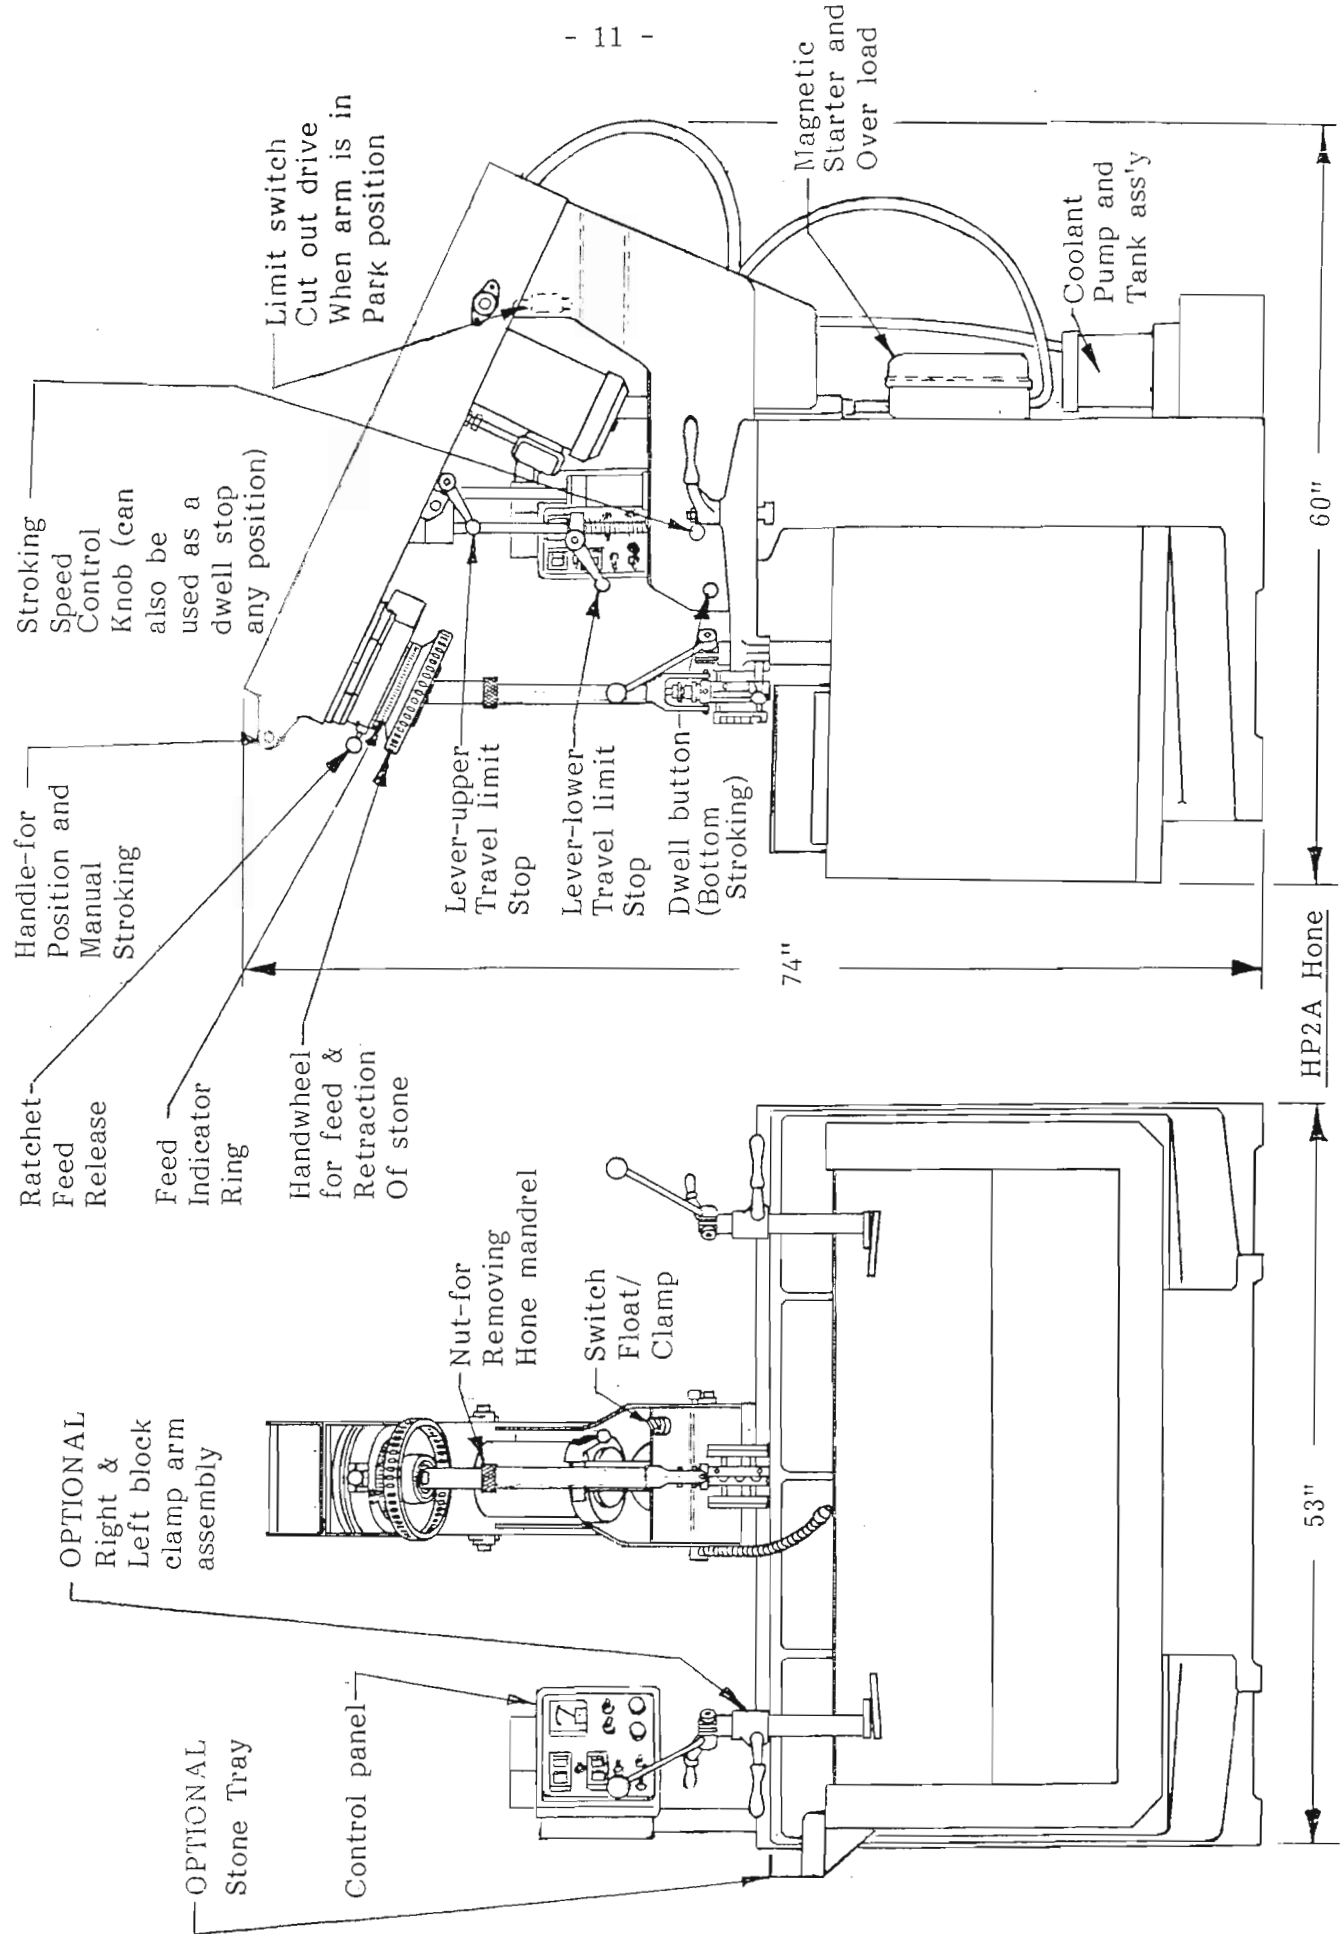 - 11 -
Ratchet-
Feed
Release
Feed
Indicator
Ring
Handwheel
for feed &
Retraction
Of stone
Handle-for
Position and
Manual
Stroking
Stroking
Speed
Control
Knob (can
also be
used as a
dwell stop
any position)
Limit switch
Cut out drive
When arm is in
Park position
Lever-upper
Travel limit
Stop
Lever-lower
Travel limit
Stop
Dwell button
(Bottom
Stroking)
Magnetic
Starter and
Over load
Coolant
Pump and
Tank ass'y
74"
60"
OPTIONAL
Stone Tray
Control panel
OPTIONAL
Right &
Left block
clamp arm
assembly
Nut-for
Removing
Hone mandrel
Switch
Float/
Clamp
53"
HP2A Hone